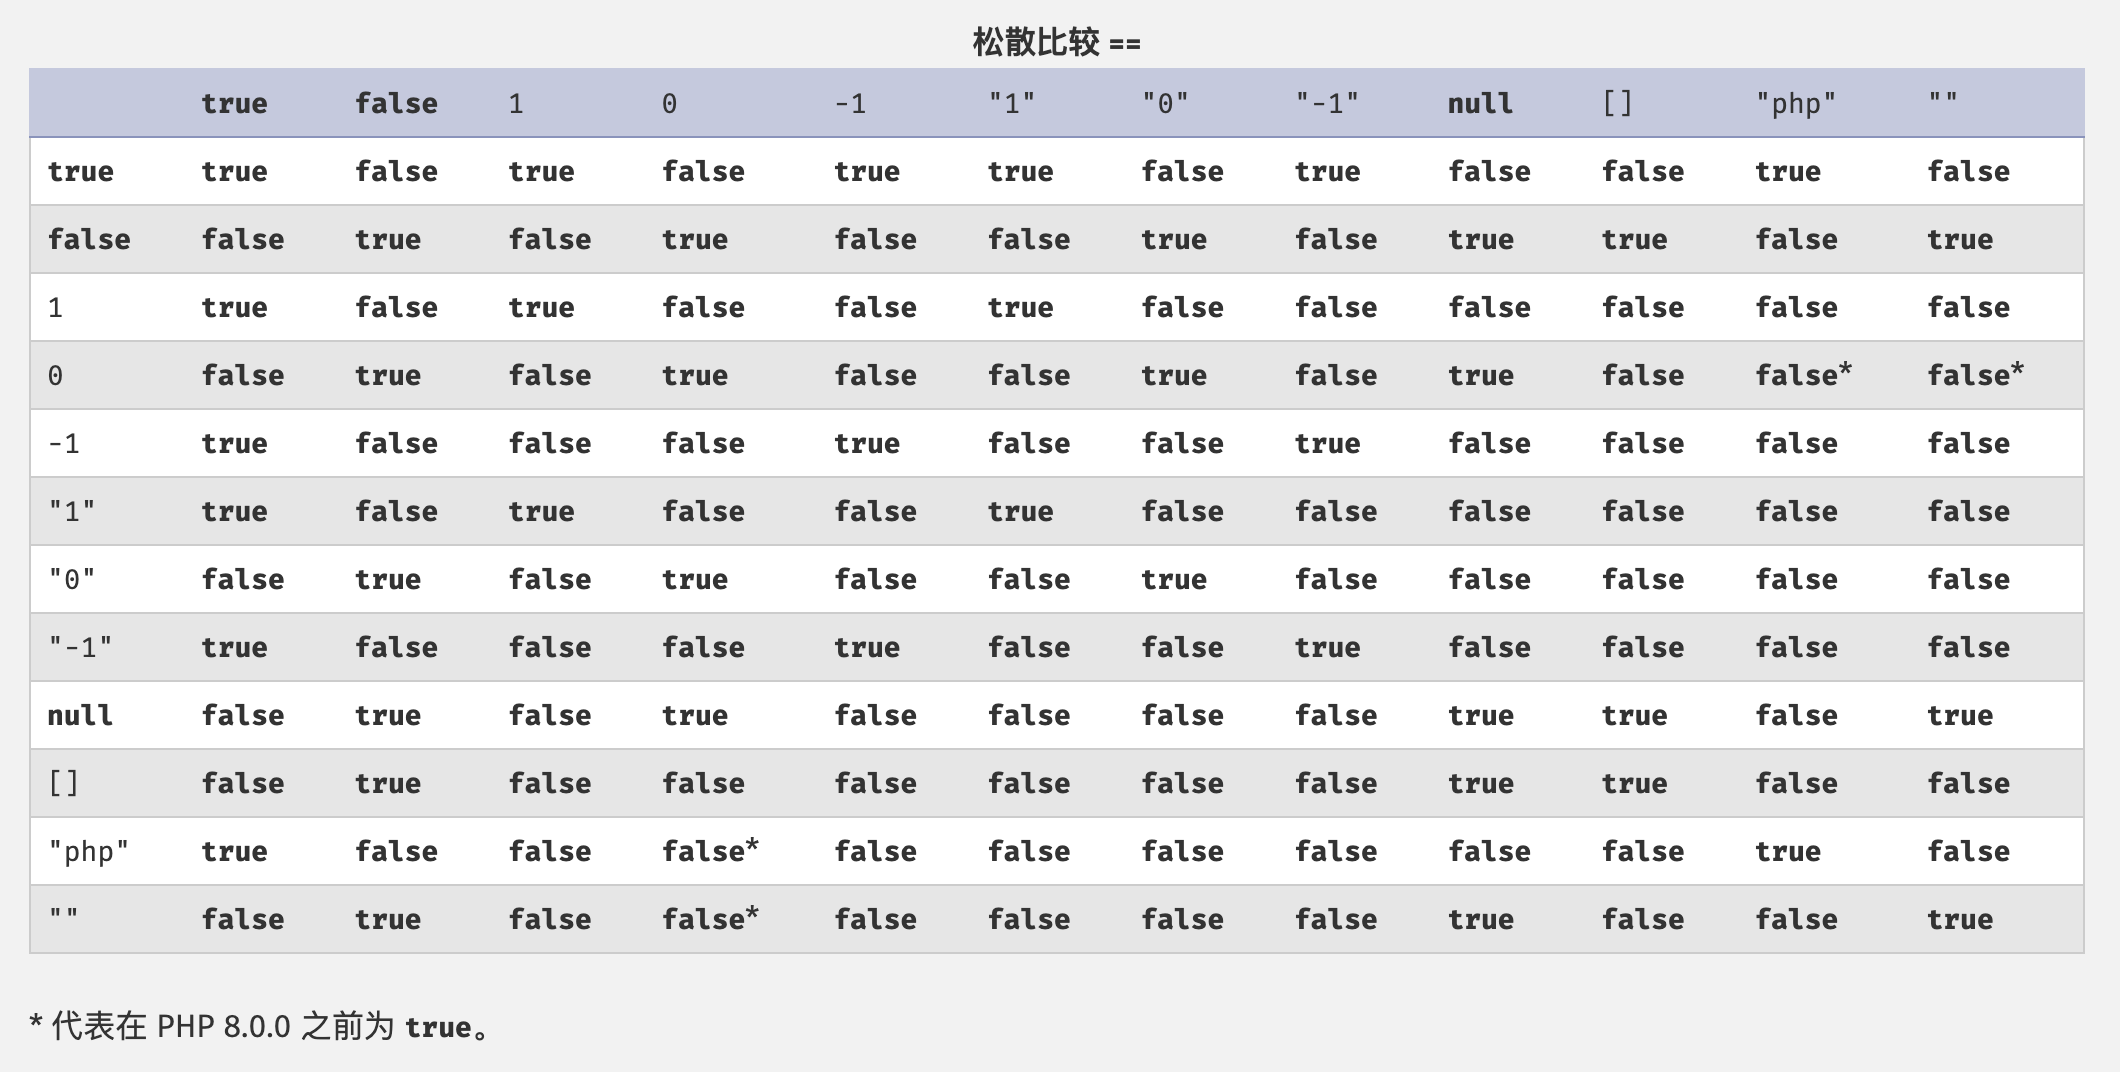 松散比较 ==
true false 1 0 -1 "1" "0" "-1" null [] "php" ""
true true false true false true true false true false false true false
false false true false true false false true false true true false true
1 true false true false false true false false false false false false
0 false true false true false false true false true false false* false*
-1 true false false false true false false true false false false false
"1" true false true false false true false false false false false false
"0" false true false true false false true false false false false false
"-1" true false false false true false false true false false false false
null false true false true false false false false true true false true
[] false true false false false false false false true true false false
"php" true false false false* false false false false false false true false
"" false true false false* false false false false true false false true
* 代表在 PHP 8.0.0 之前为 true。